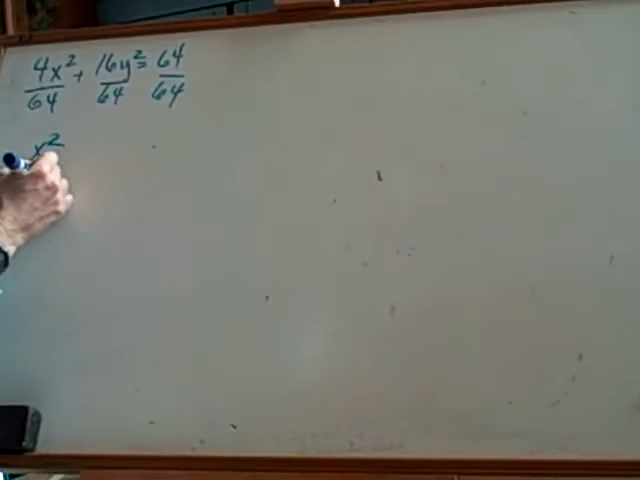 4x² + 16y² = 64
64 64 64
x²